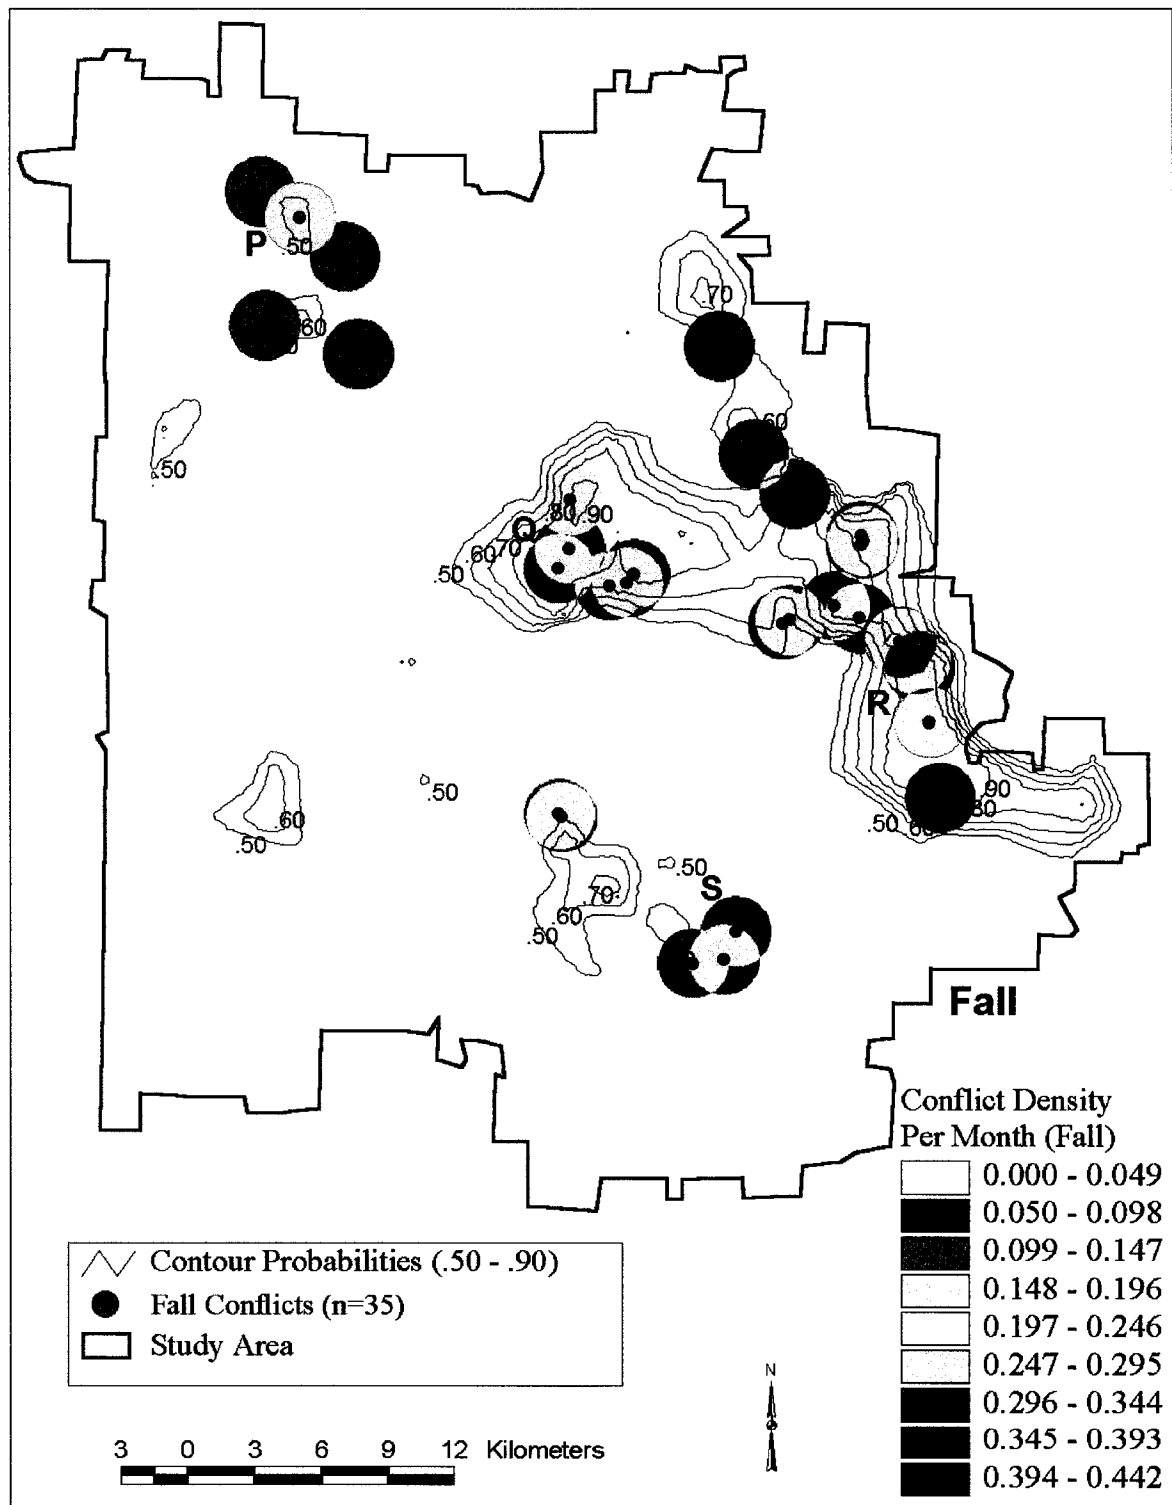 P
.50
60
.70
.60
.50
.80
.90
Q
.70
.60
.50
R
.90
80
.50
60
.50
.60
.50
.50
S
.70
.60
.50
Fall
Conflict Density
Per Month (Fall)
0.000 - 0.049
0.050 - 0.098
0.099 - 0.147
0.148 - 0.196
0.197 - 0.246
0.247 - 0.295
0.296 - 0.344
0.345 - 0.393
0.394 - 0.442
Contour Probabilities (.50 - .90)
Fall Conflicts (n=35)
Study Area
N
3 0 3 6 9 12 Kilometers